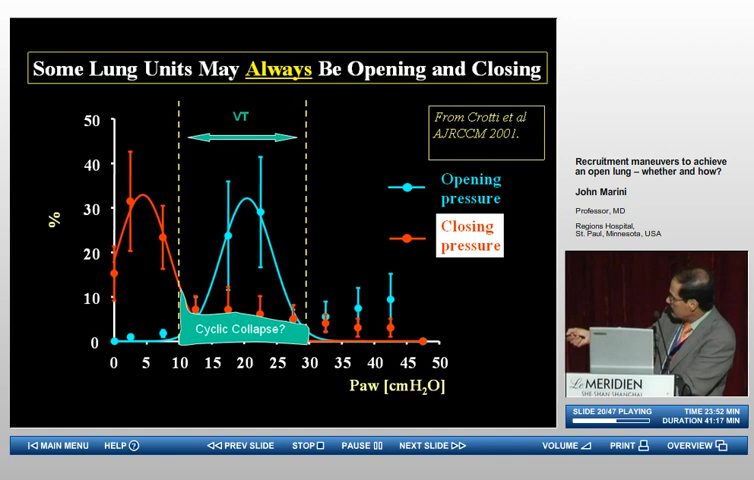 Some Lung Units May Always Be Opening and Closing
VT
From Crotti et al
AJRCCM 2001.
Opening
pressure
Closing
pressure
%
50
40
30
20
10
0
Cyclic Collapse?
0 5 10 15 20 25 30 35 40 45 50
Paw [cmH2O]
Recruitment maneuvers to achieve
an open lung – whether and how?
John Marini
Professor, MD
Regions Hospital,
St. Paul, Minnesota, USA
Le MERIDIEN
SHE SHAN SHANGHAI
SLIDE 20/47 PLAYING TIME 23:52 MIN
DURATION 41:17 MIN
MAIN MENU HELP ? PREV SLIDE STOP PAUSE NEXT SLIDE VOLUME PRINT OVERVIEW